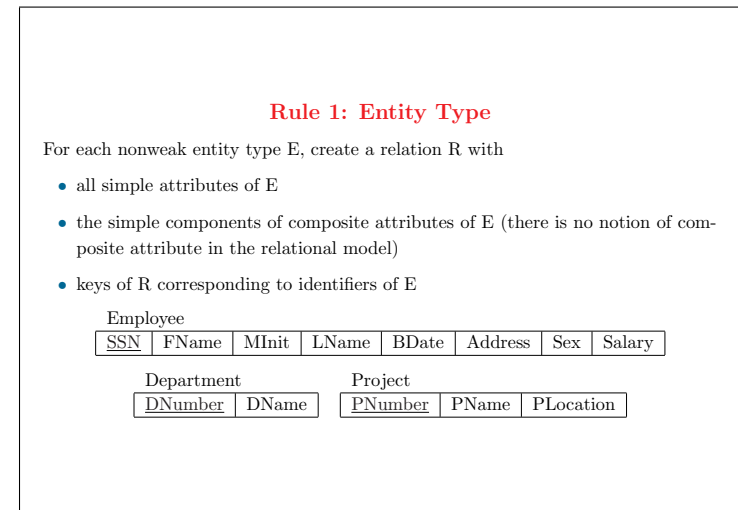 Rule 1: Entity Type
For each nonweak entity type E, create a relation R with
• all simple attributes of E
• the simple components of composite attributes of E (there is no notion of com-
posite attribute in the relational model)
• keys of R corresponding to identifiers of E
Employee
SSN FName MInit LName BDate Address Sex Salary
Department Project
DNumber DName PNumber PName PLocation